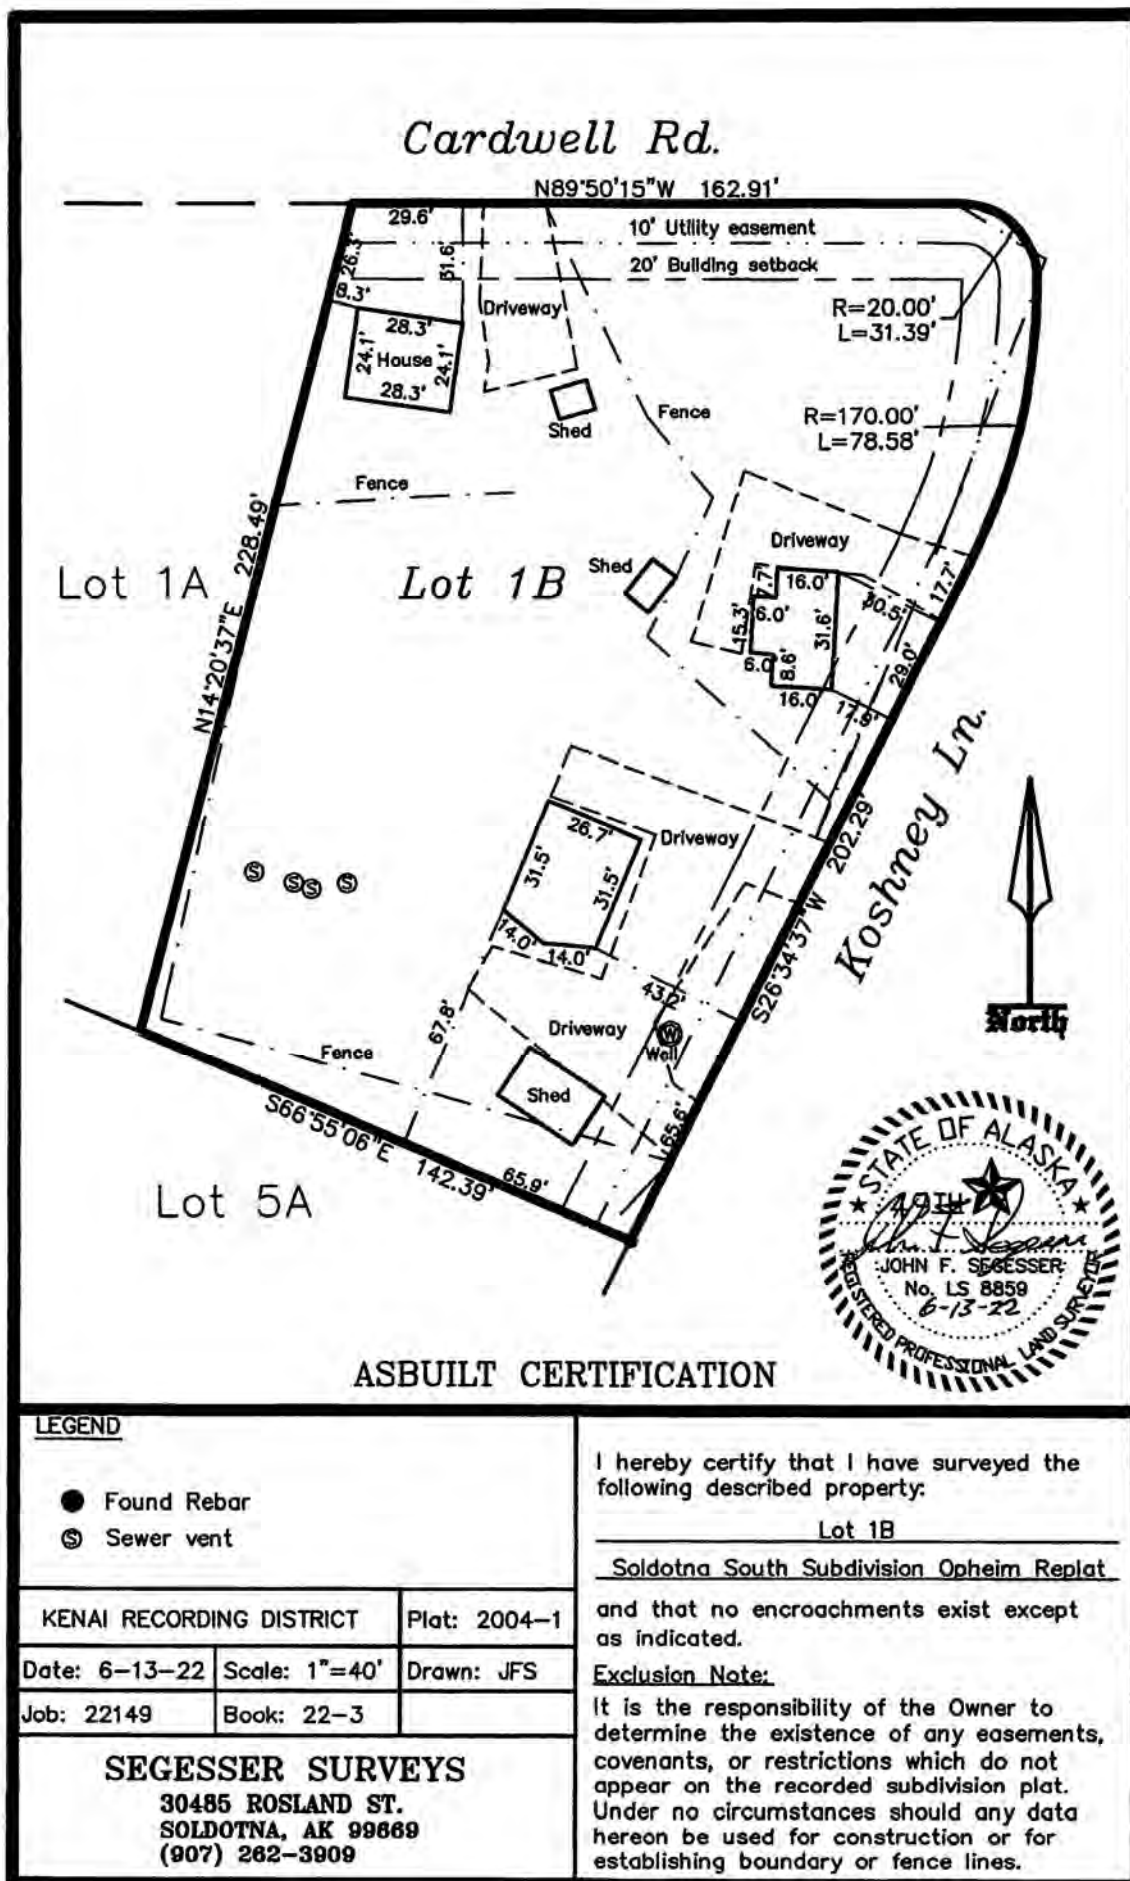 Cardwell Rd.
N89°50'15"W 162.91'
29.6'
10' Utility easement
20' Building setback
26.3'
31.6'
8.3'
Driveway
R=20.00'
L=31.39'
28.3'
24.1'
House
24.1'
28.3'
Shed
Fence
R=170.00'
L=78.58'
Fence
N14°20'37"E 228.49'
Lot 1A
Lot 1B
Shed
Driveway
7.7'
16.0'
6.0'
15.3'
31.6'
30.5'
17.7'
6.0'
8.6'
16.0'
17.9'
29.0'
Koshney Ln.
S26°34'37"W 202.29'
26.7'
Driveway
31.5'
31.5'
14.0'
14.0'
43.2'
67.8'
Driveway
W
Well
S S S S
North
Fence
Shed
65.6'
S66°55'06"E 142.39'
65.9'
Lot 5A
STATE OF ALASKA
49TH
JOHN F. SEGESSER
No. LS 8859
6-13-22
REGISTERED PROFESSIONAL LAND SURVEYOR
ASBUILT CERTIFICATION
LEGEND
Found Rebar
S Sewer vent
KENAI RECORDING DISTRICT
Plat: 2004-1
Date: 6-13-22
Scale: 1"=40'
Drawn: JFS
Job: 22149
Book: 22-3
SEGESSER SURVEYS
30485 ROSLAND ST.
SOLDOTNA, AK 99669
(907) 262-3909
I hereby certify that I have surveyed the
following described property:
Lot 1B
Soldotna South Subdivision Opheim Replat
and that no encroachments exist except
as indicated.
Exclusion Note:
It is the responsibility of the Owner to
determine the existence of any easements,
covenants, or restrictions which do not
appear on the recorded subdivision plat.
Under no circumstances should any data
hereon be used for construction or for
establishing boundary or fence lines.